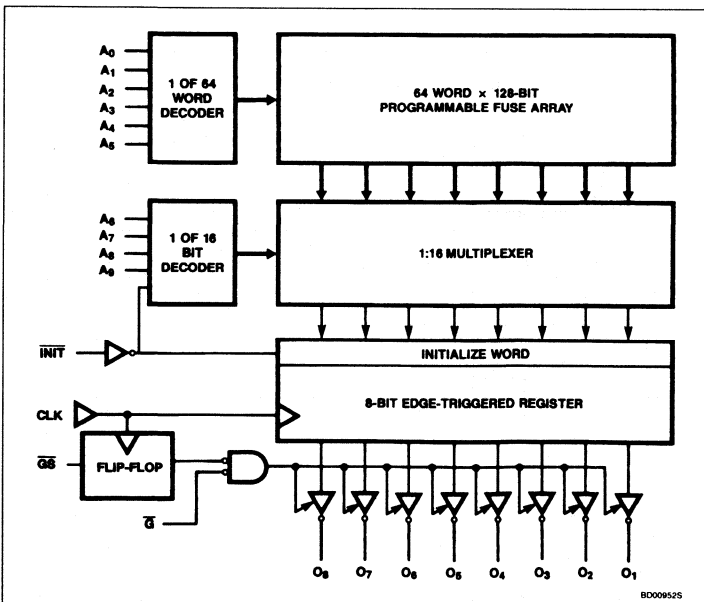 A0
A1
A2
A3
A4
A5
1 OF 64
WORD
DECODER
64 WORD × 128-BIT
PROGRAMMABLE FUSE ARRAY
A6
A7
A8
A9
1 OF 16
BIT
DECODER
1:16 MULTIPLEXER
INIT
INITIALIZE WORD
CLK
8-BIT EDGE-TRIGGERED REGISTER
GS
FLIP-FLOP
G
O8 O7 O6 O5 O4 O3 O2 O1
BD00952S